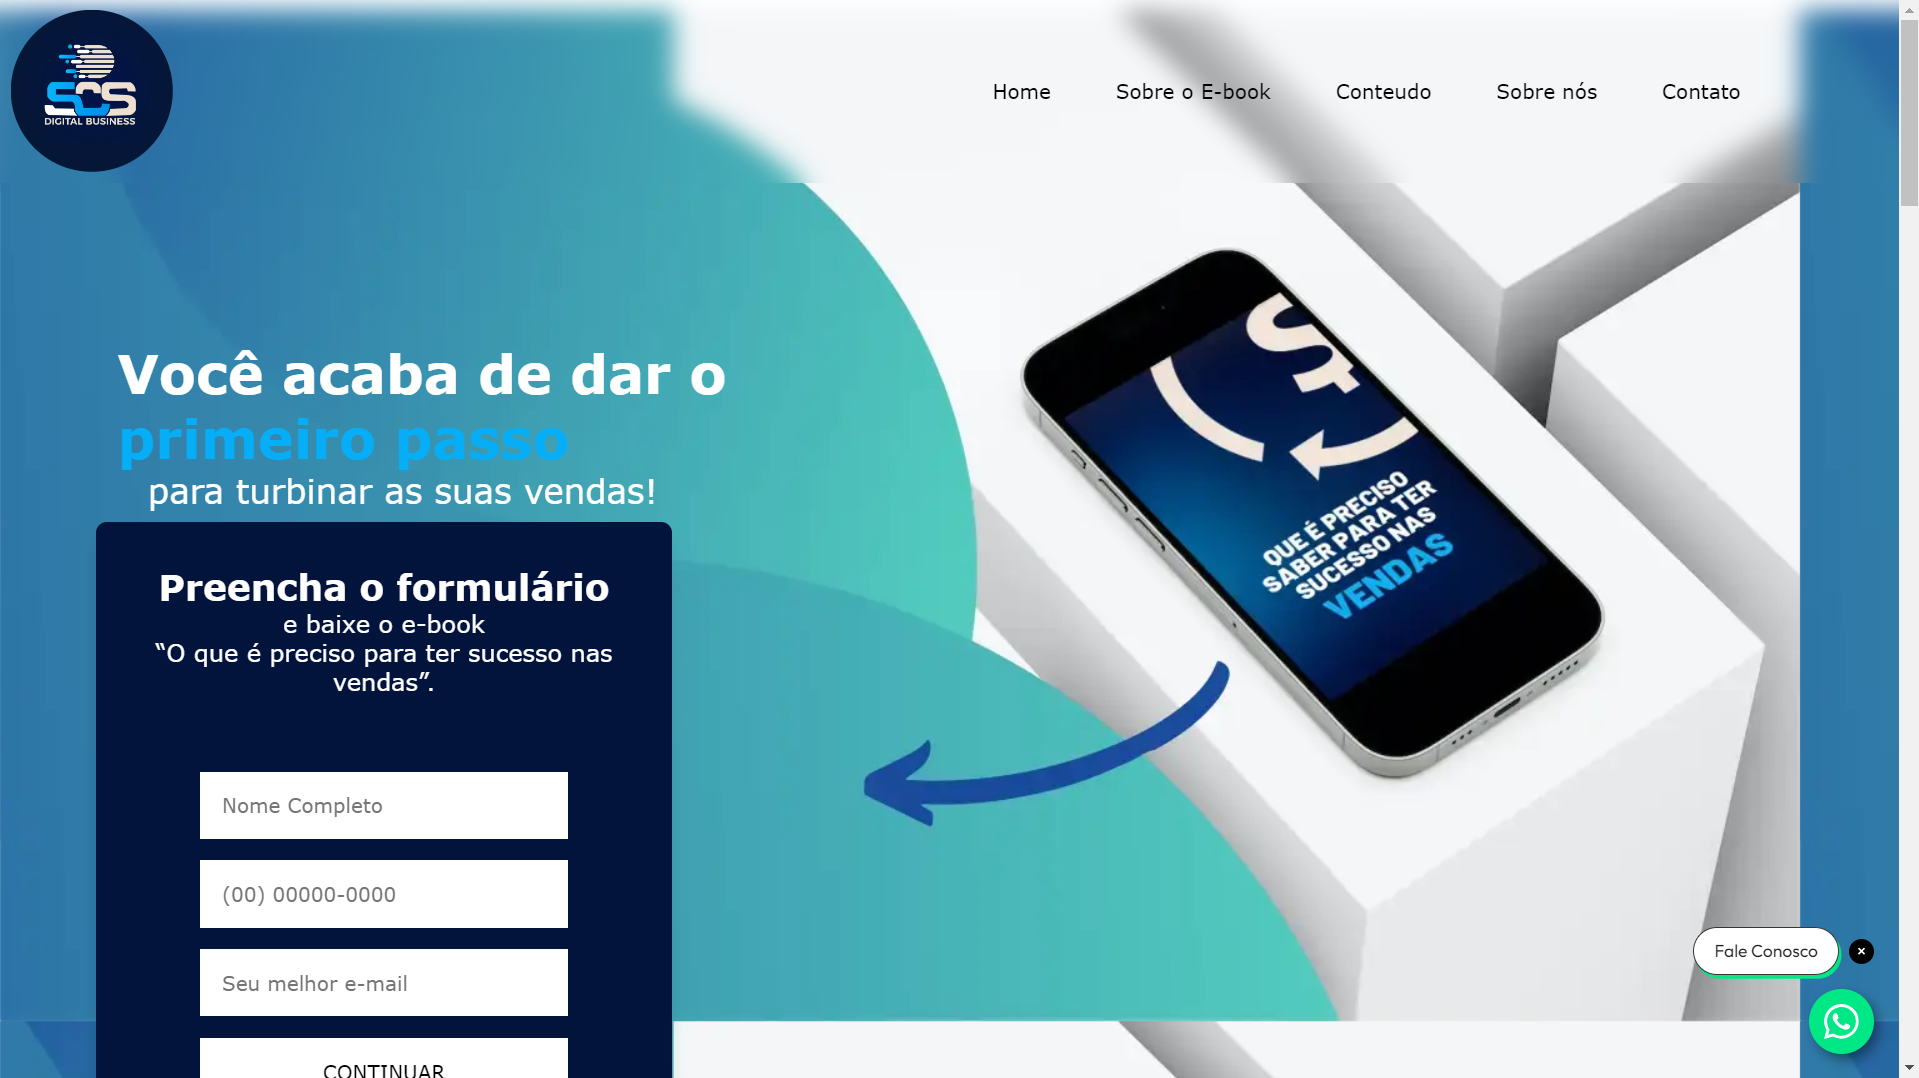 SCS
DIGITAL BUSINESS
Home
Sobre o E-book
Conteudo
Sobre nós
Contato
Você acaba de dar o
primeiro passo
para turbinar as suas vendas!
QUE É PRECISO
SABER PARA TER
SUCESSO NAS
VENDAS
Preencha o formulário
e baixe o e-book
“O que é preciso para ter sucesso nas
vendas”.
Nome Completo
(00) 00000-0000
Seu melhor e-mail
CONTINUAR
Fale Conosco
×